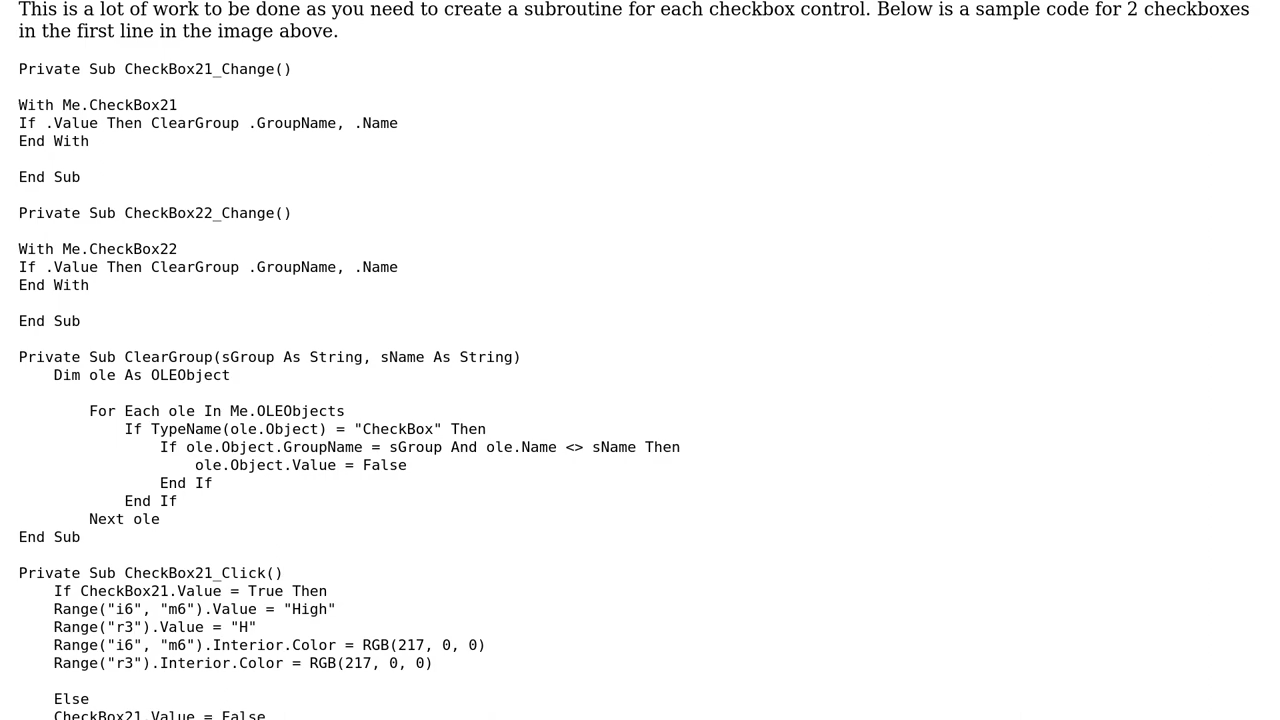 This is a lot of work to be done as you need to create a subroutine for each checkbox control. Below is a sample code for 2 checkboxes
in the first line in the image above.
Private Sub CheckBox21_Change()
With Me.CheckBox21
If .Value Then ClearGroup .GroupName, .Name
End With
End Sub
Private Sub CheckBox22_Change()
With Me.CheckBox22
If .Value Then ClearGroup .GroupName, .Name
End With
End Sub
Private Sub ClearGroup(sGroup As String, sName As String)
    Dim ole As OLEObject
        For Each ole In Me.OLEObjects
            If TypeName(ole.Object) = "CheckBox" Then
                If ole.Object.GroupName = sGroup And ole.Name <> sName Then
                    ole.Object.Value = False
                End If
            End If
        Next ole
End Sub
Private Sub CheckBox21_Click()
    If CheckBox21.Value = True Then
    Range("i6", "m6").Value = "High"
    Range("r3").Value = "H"
    Range("i6", "m6").Interior.Color = RGB(217, 0, 0)
    Range("r3").Interior.Color = RGB(217, 0, 0)
    Else
    CheckBox21.Value = False